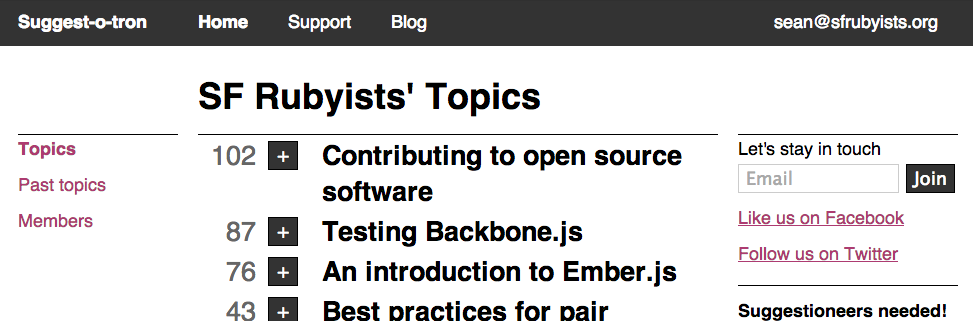 Suggest-o-tron Home Support Blog sean@sfrubyists.org
SF Rubyists' Topics
Topics
Past topics
Members
102 + Contributing to open source
software
87 + Testing Backbone.js
76 + An introduction to Ember.js
43 + Best practices for pair
Let's stay in touch
Email Join
Like us on Facebook
Follow us on Twitter
Suggestioneers needed!